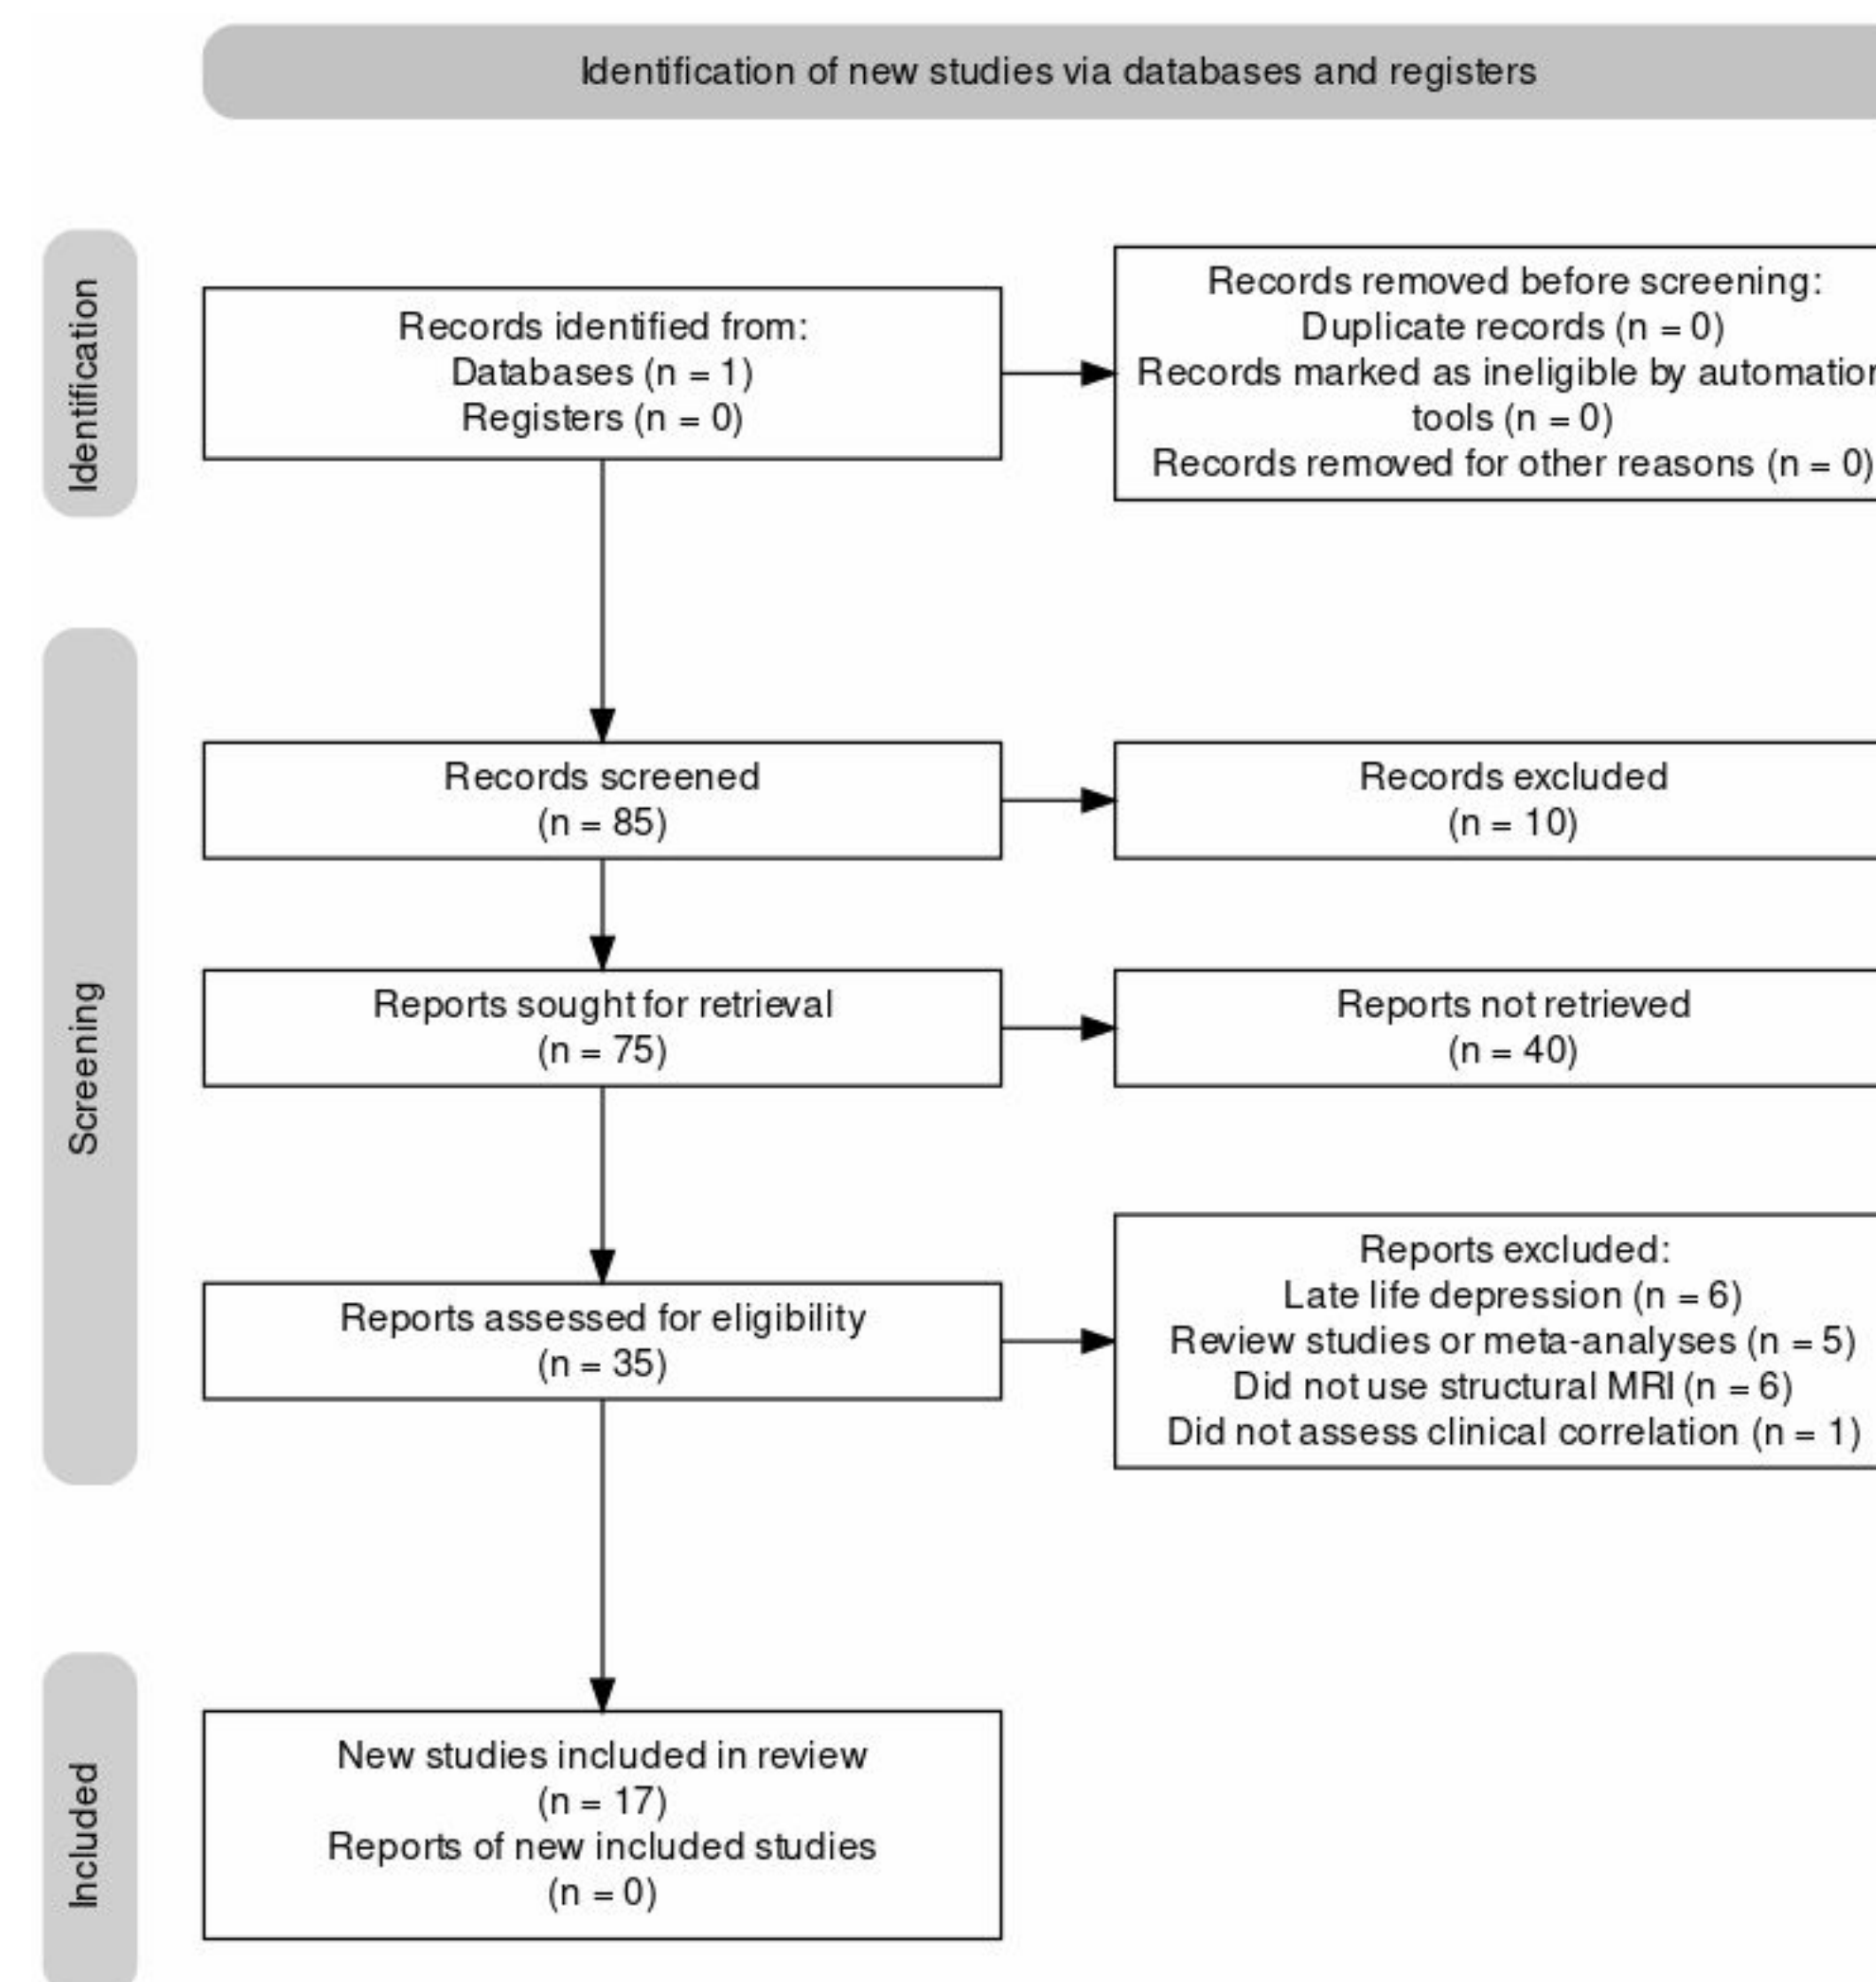 Identification of new studies via databases and registers
Identification
Records identified from:
Databases (n = 1)
Registers (n = 0)
Records removed before screening:
Duplicate records (n = 0)
Records marked as ineligible by automation
tools (n = 0)
Records removed for other reasons (n = 0)
Screening
Records screened
(n = 85)
Records excluded
(n = 10)
Reports sought for retrieval
(n = 75)
Reports not retrieved
(n = 40)
Reports assessed for eligibility
(n = 35)
Reports excluded:
Late life depression (n = 6)
Review studies or meta-analyses (n = 5)
Did not use structural MRI (n = 6)
Did not assess clinical correlation (n = 1)
Included
New studies included in review
(n = 17)
Reports of new included studies
(n = 0)